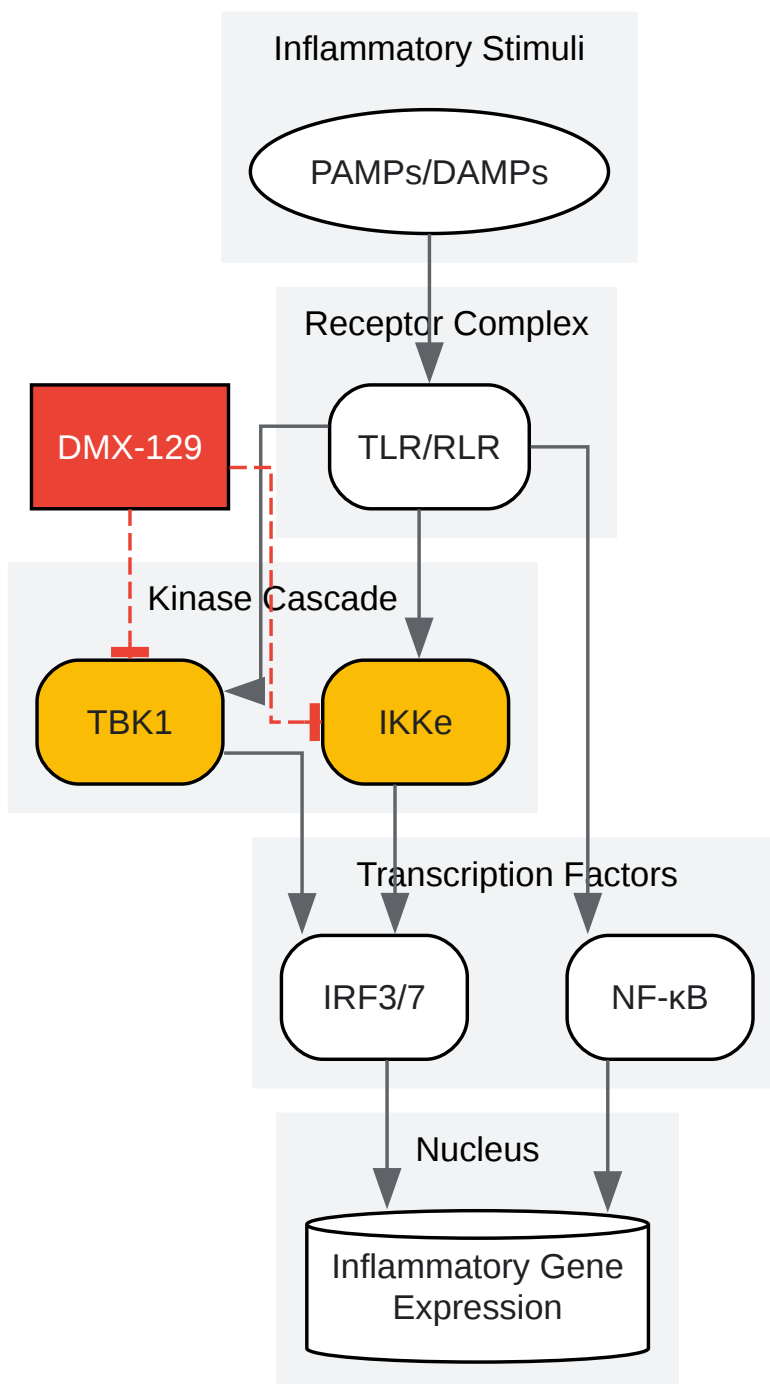 Inflammatory Stimuli
PAMPs/DAMPs
Receptor Complex
DMX-129
TLR/RLR
Kinase Cascade
TBK1
IKKe
Transcription Factors
IRF3/7
NF-κB
Nucleus
Inflammatory Gene
Expression